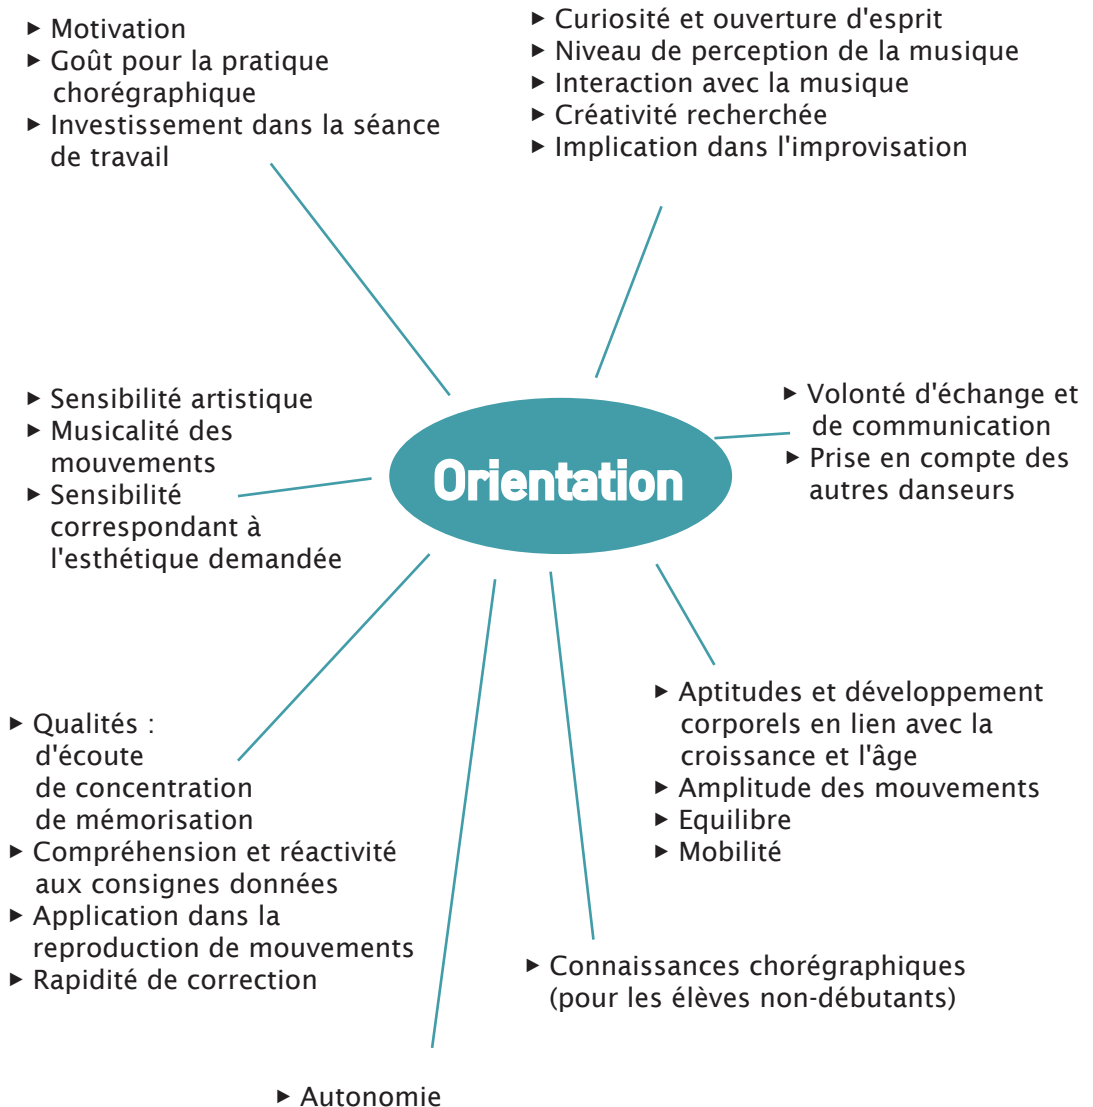 ▸ Motivation
▸ Goût pour la pratique
chorégraphique
▸ Investissement dans la séance
de travail
▸ Curiosité et ouverture d'esprit
▸ Niveau de perception de la musique
▸ Interaction avec la musique
▸ Créativité recherchée
▸ Implication dans l'improvisation
▸ Sensibilité artistique
▸ Musicalité des
mouvements
▸ Sensibilité
correspondant à
l'esthétique demandée
Orientation
▸ Volonté d'échange et
de communication
▸ Prise en compte des
autres danseurs
▸ Qualités :
d'écoute
de concentration
de mémorisation
▸ Compréhension et réactivité
aux consignes données
▸ Application dans la
reproduction de mouvements
▸ Rapidité de correction
▸ Aptitudes et développement
corporels en lien avec la
croissance et l'âge
▸ Amplitude des mouvements
▸ Equilibre
▸ Mobilité
▸ Connaissances chorégraphiques
(pour les élèves non-débutants)
▸ Autonomie